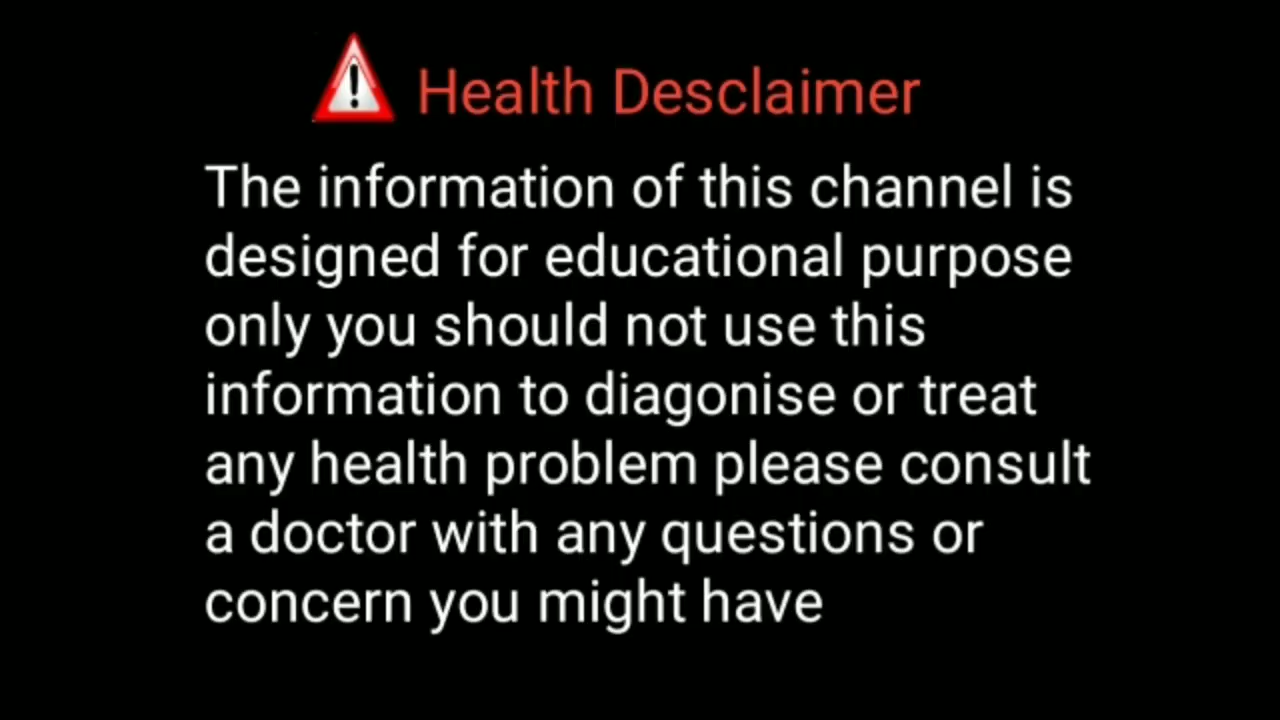 Health Desclaimer
The information of this channel is
designed for educational purpose
only you should not use this
information to diagonise or treat
any health problem please consult
a doctor with any questions or
concern you might have